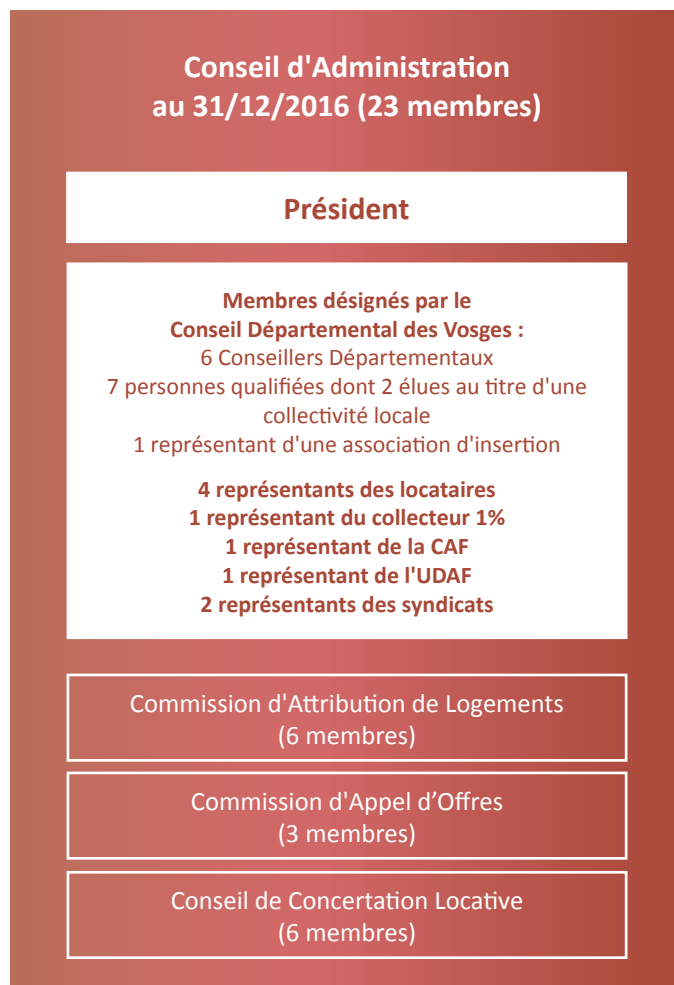 Conseil d'Administration
au 31/12/2016 (23 membres)
Président
Membres désignés par le
Conseil Départemental des Vosges :
6 Conseillers Départementaux
7 personnes qualifiées dont 2 élues au titre d'une
collectivité locale
1 représentant d'une association d'insertion
4 représentants des locataires
1 représentant du collecteur 1%
1 représentant de la CAF
1 représentant de l'UDAF
2 représentants des syndicats
Commission d'Attribution de Logements
(6 membres)
Commission d'Appel d’Offres
(3 membres)
Conseil de Concertation Locative
(6 membres)